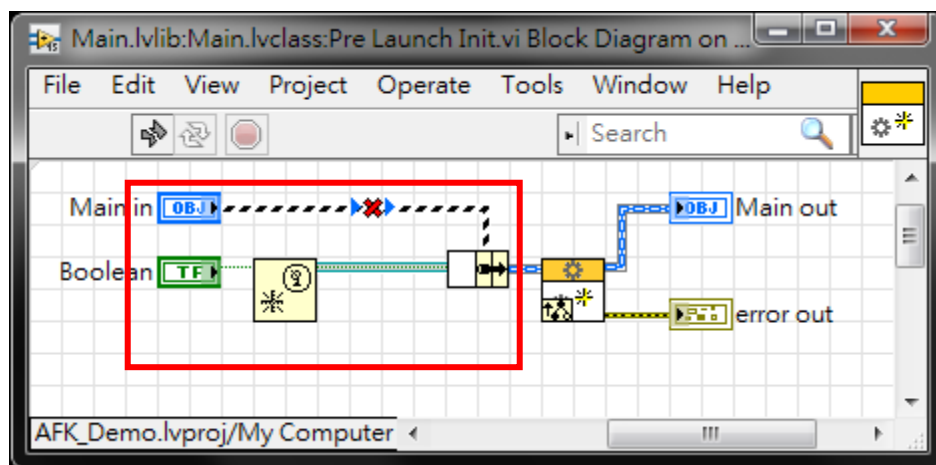 Main.lvlib:Main.lvclass:Pre Launch Init.vi Block Diagram on ...
File Edit View Project Operate Tools Window Help
Search
Main in OBJ
OBJ Main out
Boolean TF
error out
AFK_Demo.lvproj/My Computer